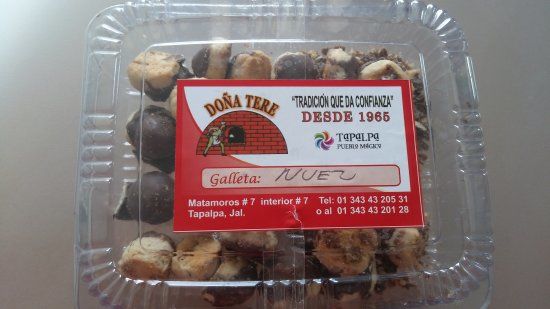 DOÑA TERE
"TRADICIÓN QUE DA CONFIANZA"
DESDE 1965
TAPALPA
PUEBLO MÁGICO
Galleta: NUEZ
Matamoros # 7 interior # 7
Tapalpa, Jal.
Tel: 01 343 43 205 31
o al 01 343 43 201 28